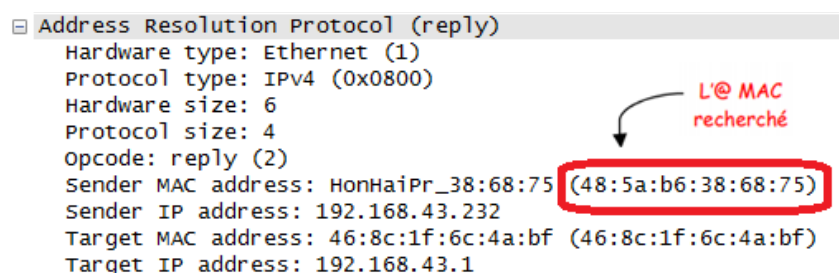 Address Resolution Protocol (reply)
Hardware type: Ethernet (1)
Protocol type: IPv4 (0x0800)
Hardware size: 6
Protocol size: 4
Opcode: reply (2)
Sender MAC address: HonHaiPr_38:68:75 (48:5a:b6:38:68:75)
Sender IP address: 192.168.43.232
Target MAC address: 46:8c:1f:6c:4a:bf (46:8c:1f:6c:4a:bf)
Target IP address: 192.168.43.1
L'@ MAC
recherché